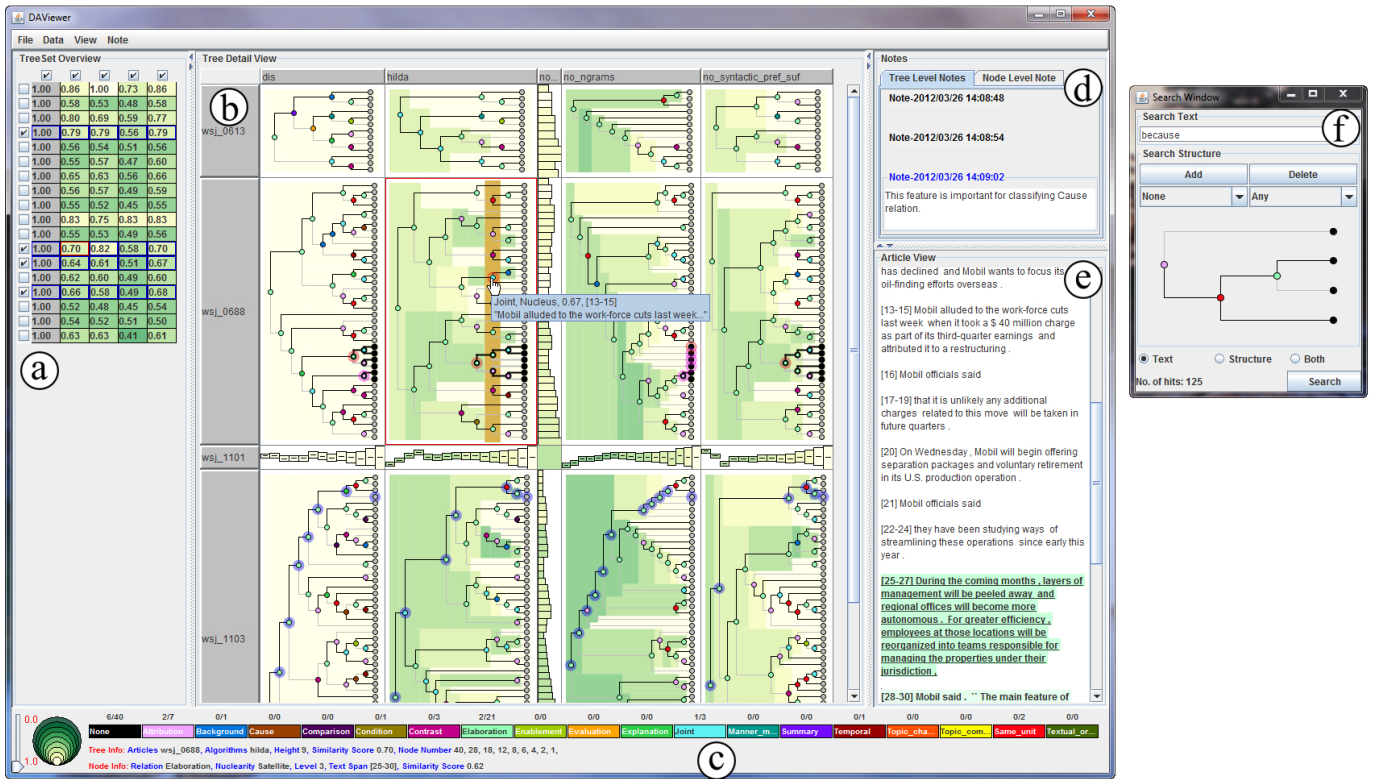 DAViewer
File Data View Note
TreeSet Overview
1.00 0.86 1.00 0.73 0.86
1.00 0.58 0.53 0.48 0.58
1.00 0.80 0.69 0.59 0.77
1.00 0.79 0.79 0.56 0.79
1.00 0.56 0.54 0.51 0.56
1.00 0.55 0.57 0.47 0.60
1.00 0.65 0.63 0.56 0.66
1.00 0.56 0.57 0.49 0.59
1.00 0.55 0.52 0.45 0.55
1.00 0.83 0.75 0.83 0.83
1.00 0.55 0.53 0.49 0.56
1.00 0.70 0.82 0.58 0.70
1.00 0.64 0.61 0.51 0.67
1.00 0.62 0.60 0.49 0.60
1.00 0.66 0.58 0.49 0.68
1.00 0.52 0.48 0.45 0.54
1.00 0.54 0.52 0.51 0.50
1.00 0.63 0.63 0.41 0.61
a
Tree Detail View
dis hilda no... no_ngrams no_syntactic_pref_suf
b
wsj_0613
wsj_0688
Joint, Nucleus, 0.67, [13-15]
"Mobil alluded to the work-force cuts last week..."
wsj_1101
wsj_1103
Notes
Tree Level Notes Node Level Note
d
Note-2012/03/26 14:08:48
Note-2012/03/26 14:08:54
Note-2012/03/26 14:09:02
This feature is important for classifying Cause
relation.
Article View
e
has declined and Mobil wants to focus its
oil-finding efforts overseas .
[13-15] Mobil alluded to the work-force cuts
last week when it took a $ 40 million charge
as part of its third-quarter earnings and
attributed it to a restructuring .
[16] Mobil officials said
[17-19] that it is unlikely any additional
charges related to this move will be taken in
future quarters .
[20] On Wednesday , Mobil will begin offering
separation packages and voluntary retirement
in its U.S. production operation .
[21] Mobil officials said
[22-24] they have been studying ways of
streamlining these operations since early this
year .
[25-27] During the coming months , layers of
management will be peeled away and
regional offices will become more
autonomous . For greater efficiency ,
employees at those locations will be
reorganized into teams responsible for
managing the properties under their
jurisdiction ,
[28-30] Mobil said . `` The main feature of
Search Window
f
Search Text
because
Search Structure
Add Delete
None Any
Text Structure Both
No. of hits: 125 Search
0.0
1.0
6/40 2/7 0/1 0/0 0/0 0/1 0/3 2/21 0/0 0/0 0/0 1/3 0/0 0/0 0/1 0/0 0/0 0/2 0/0
None Attribution Background Cause Comparison Condition Contrast Elaboration Enablement Evaluation Explanation Joint Manner_m... Summary Temporal Topic_cha... Topic_com... Same_unit Textual_or...
Tree Info: Articles wsj_0688, Algorithms hilda, Height 9, Similarity Score 0.70, Node Number 40, 28, 18, 12, 8, 6, 4, 2, 1,
Node Info: Relation Elaboration, Nuclearity Satellite, Level 3, Text Span [25-30], Similarity Score 0.62
c